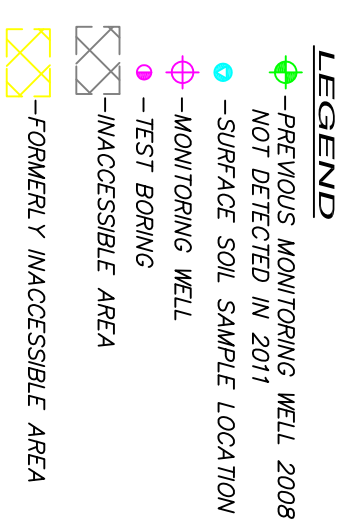 LEGEND
-PREVIOUS MONITORING WELL 2008
NOT DETECTED IN 2011
-SURFACE SOIL SAMPLE LOCATION
-MONITORING WELL
-TEST BORING
-INACCESSIBLE AREA
-FORMERLY INACCESSIBLE AREA